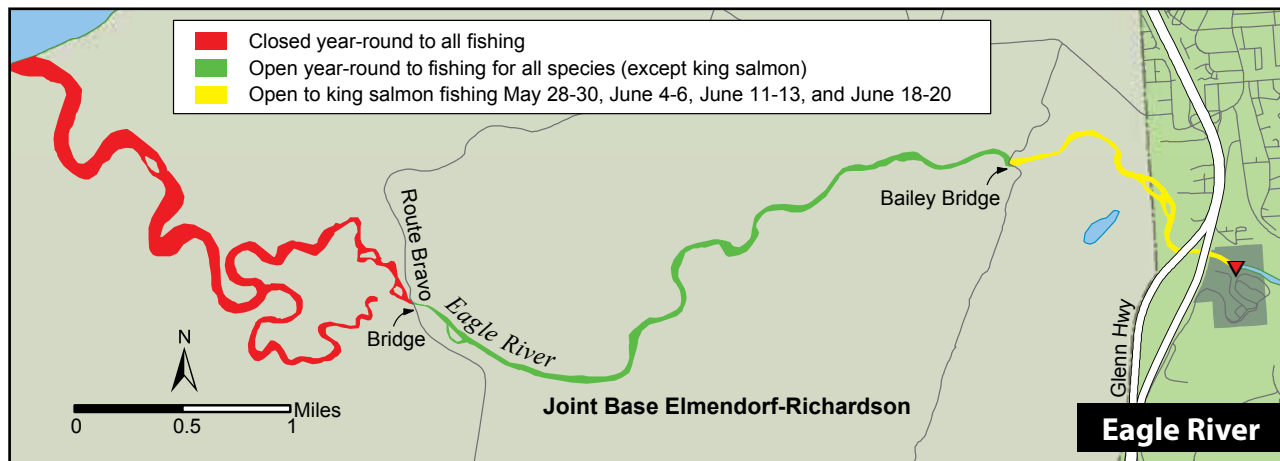 Closed year-round to all fishing
Open year-round to fishing for all species (except king salmon)
Open to king salmon fishing May 28-30, June 4-6, June 11-13, and June 18-20
Bailey Bridge
Route Bravo
Eagle River
Bridge
N
Miles
0 0.5 1
Joint Base Elmendorf-Richardson
Glenn Hwy
Eagle River